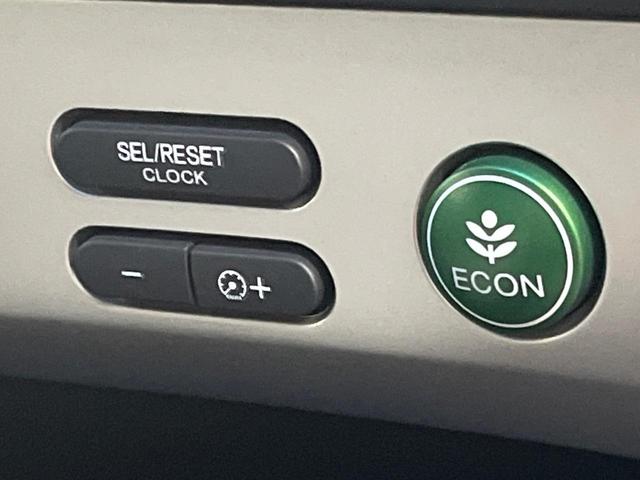 SEL/RESET
CLOCK
- +
ECON